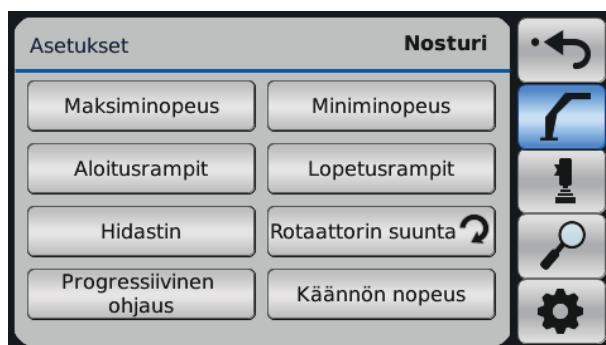 Asetukset
Nosturi
Maksiminopeus
Miniminopeus
Aloitusrampit
Lopetusrampit
Hidastin
Rotaattorin suunta
Progressiivinen
ohjaus
Käännön nopeus